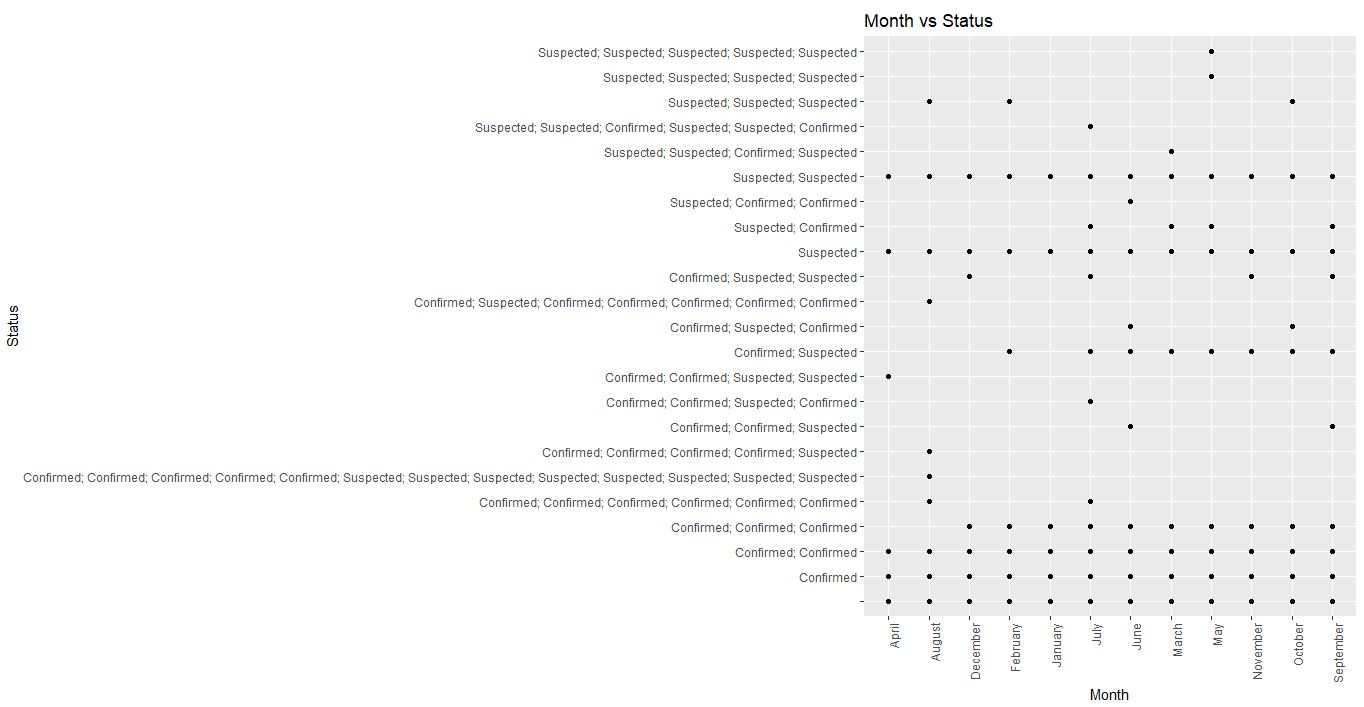 Month vs Status
Suspected; Suspected; Suspected; Suspected; Suspected
Suspected; Suspected; Suspected; Suspected
Suspected; Suspected; Suspected
Suspected; Suspected; Confirmed; Suspected; Suspected; Confirmed
Suspected; Suspected; Confirmed; Suspected
Suspected; Suspected
Suspected; Confirmed; Confirmed
Suspected; Confirmed
Suspected
Confirmed; Suspected; Suspected
Confirmed; Suspected; Confirmed; Confirmed; Confirmed; Confirmed; Confirmed
Confirmed; Suspected; Confirmed
Confirmed; Suspected
Confirmed; Confirmed; Suspected; Suspected
Confirmed; Confirmed; Suspected; Confirmed
Confirmed; Confirmed; Suspected
Confirmed; Confirmed; Confirmed; Confirmed; Suspected
Confirmed; Confirmed; Confirmed; Confirmed; Confirmed; Suspected; Suspected; Suspected; Suspected; Suspected; Suspected; Suspected; Suspected
Confirmed; Confirmed; Confirmed; Confirmed; Confirmed; Confirmed
Confirmed; Confirmed; Confirmed
Confirmed; Confirmed
Confirmed
Status
April
August
December
February
January
July
June
March
May
November
October
September
Month